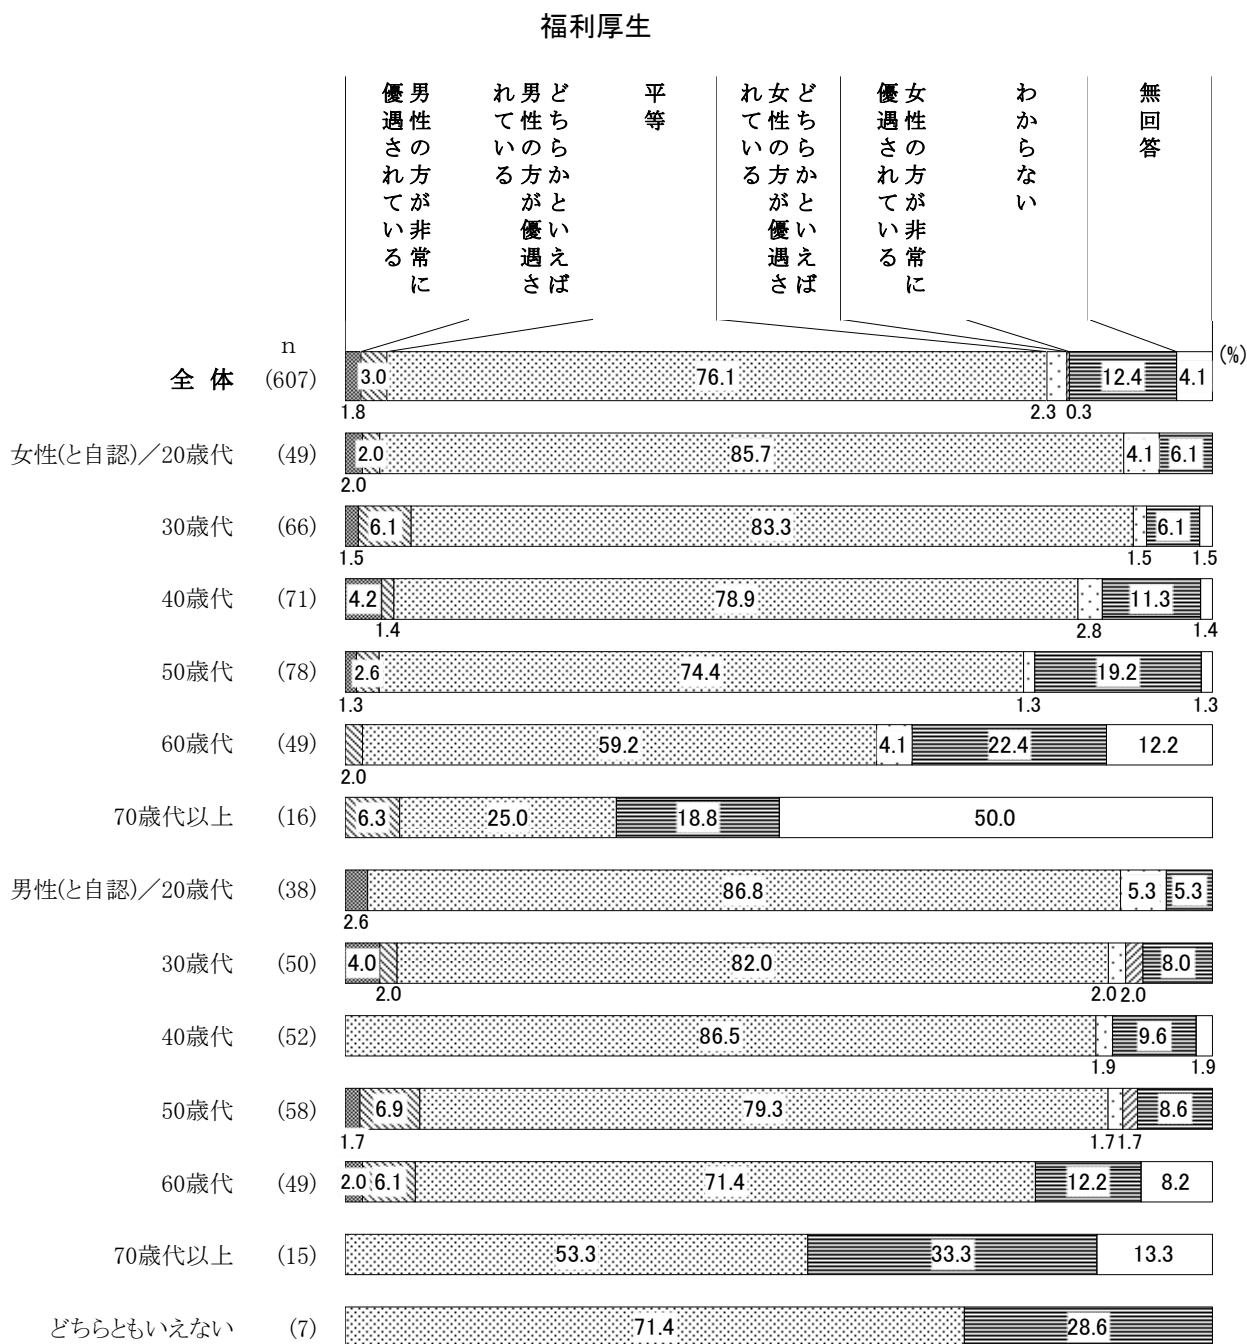 福利厚生
男性の方が非常に
優遇されている
どちらかといえば
男性の方が優遇さ
れている
平等
どちらかといえば
女性の方が優遇さ
れている
女性の方が非常に
優遇されている
わからない
無回答
n
(%)
全 体 (607) 3.0 76.1 12.4 4.1
1.8 2.3 0.3
女性(と自認)／20歳代 (49) 2.0 85.7 4.1 6.1
2.0
30歳代 (66) 6.1 83.3 6.1
1.5 1.5 1.5
40歳代 (71) 4.2 78.9 11.3
1.4 2.8 1.4
50歳代 (78) 2.6 74.4 19.2
1.3 1.3 1.3
60歳代 (49) 59.2 4.1 22.4 12.2
2.0
70歳代以上 (16) 6.3 25.0 18.8 50.0
男性(と自認)／20歳代 (38) 86.8 5.3 5.3
2.6
30歳代 (50) 4.0 82.0 8.0
2.0 2.0 2.0
40歳代 (52) 86.5 9.6
1.9 1.9
50歳代 (58) 6.9 79.3 8.6
1.7 1.7 1.7
60歳代 (49) 2.0 6.1 71.4 12.2 8.2
70歳代以上 (15) 53.3 33.3 13.3
どちらともいえない (7) 71.4 28.6